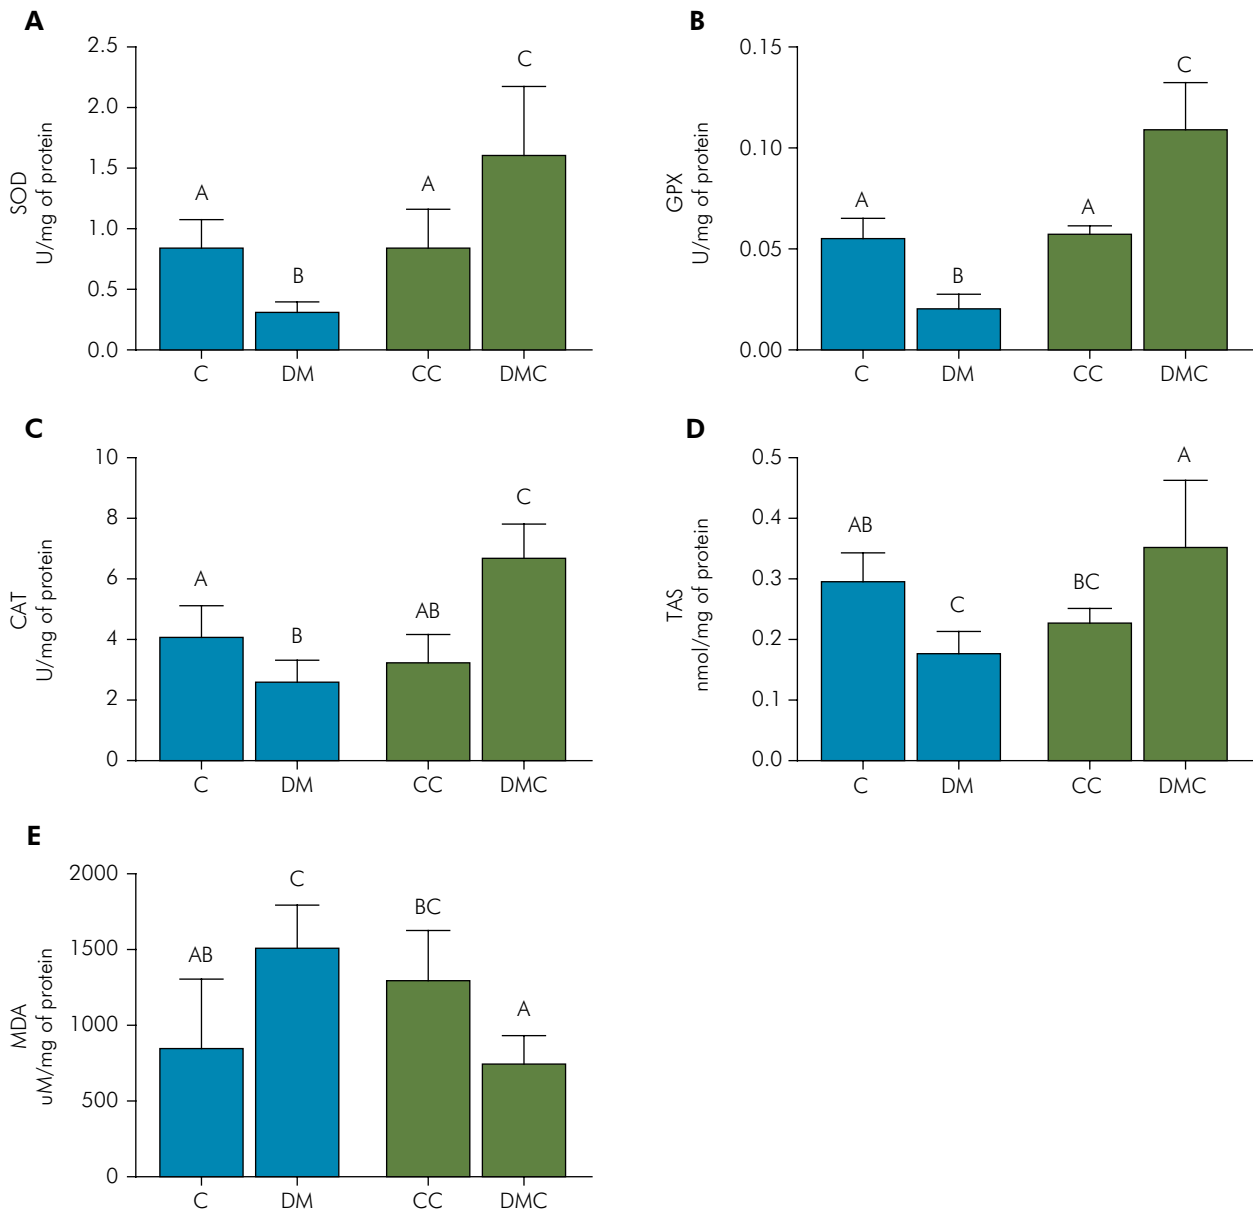 A
SOD
U/mg of protein
2.5
2.0
1.5
1.0
0.5
0.0
A
B
A
C
C
DM
CC
DMC
B
GPX
U/mg of protein
0.15
0.10
0.05
0.00
A
B
A
C
C
DM
CC
DMC
C
CAT
U/mg of protein
10
8
6
4
2
0
A
B
AB
C
C
DM
CC
DMC
D
TAS
nmol/mg of protein
0.5
0.4
0.3
0.2
0.1
0.0
AB
C
BC
A
C
DM
CC
DMC
E
MDA
uM/mg of protein
2000
1500
1000
500
0
AB
C
BC
A
C
DM
CC
DMC